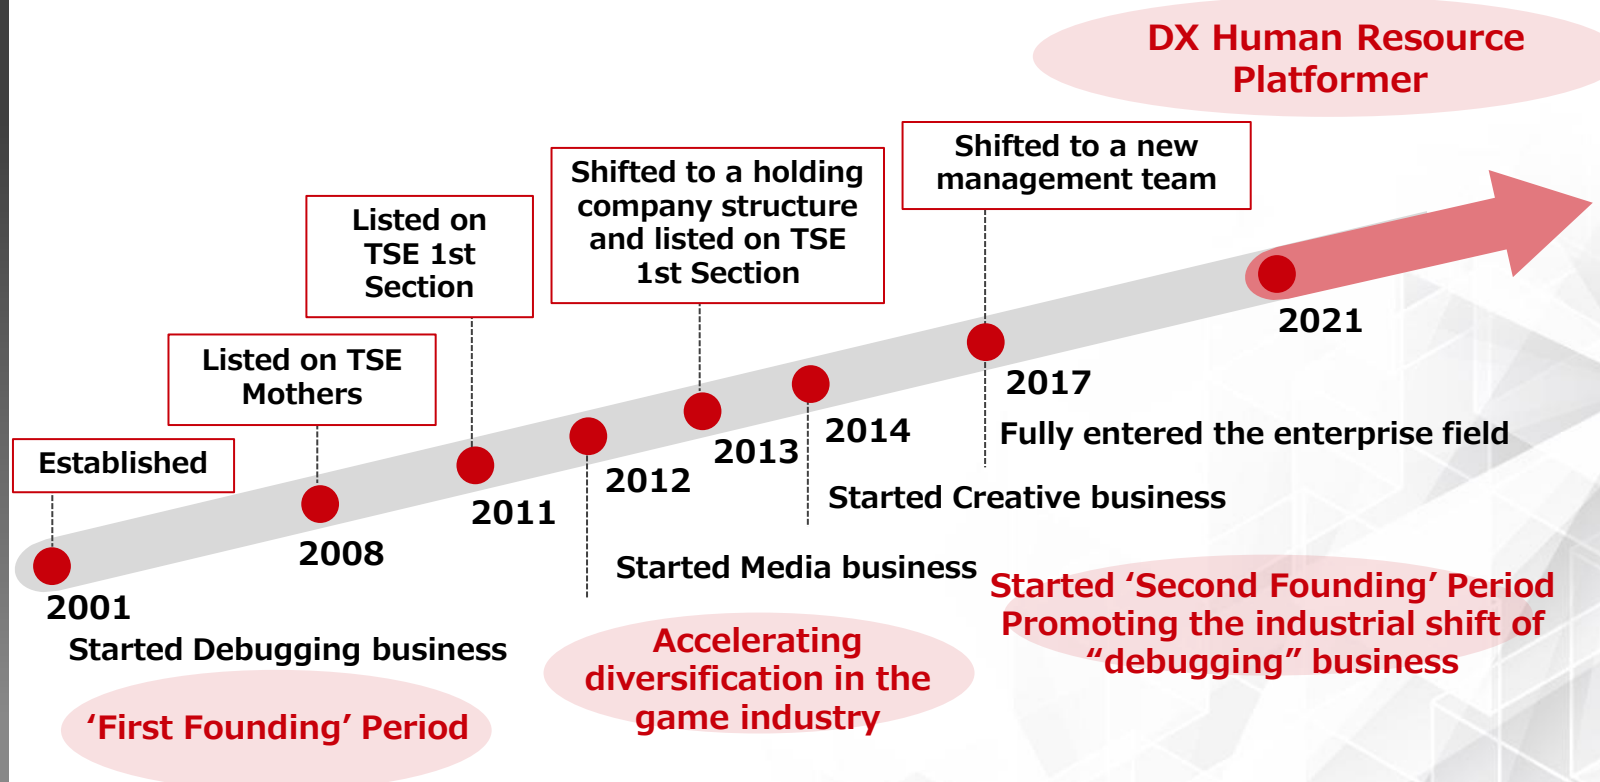 DX Human Resource
Platformer
Shifted to a new
management team
Shifted to a holding
company structure
and listed on TSE
1st Section
Listed on
TSE 1st
Section
Listed on TSE
Mothers
Established
2001
2008
2011
2012
2013
2014
2017
2021
Started Debugging business
Started Media business
Started Creative business
Fully entered the enterprise field
‘First Founding’ Period
Accelerating
diversification in the
game industry
Started ‘Second Founding’ Period
Promoting the industrial shift of
“debugging” business